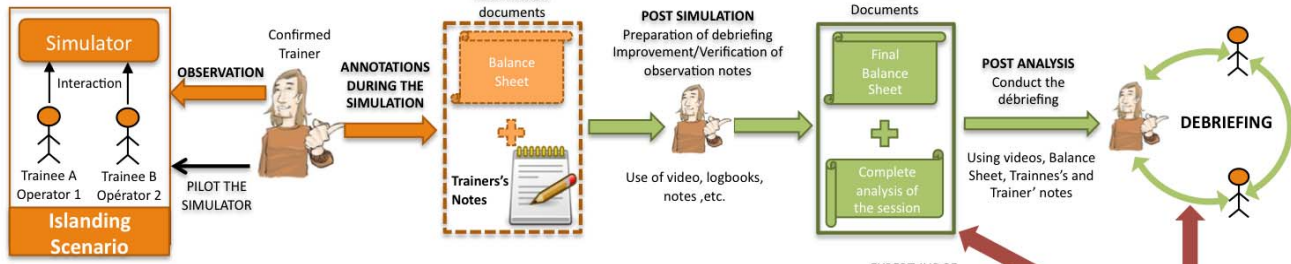 Simulator
Interaction
Trainee A
Operator 1
Trainee B
Opérator 2
Islanding
Scenario
OBSERVATION
Confirmed
Trainer
PILOT THE
SIMULATOR
ANNOTATIONS
DURING THE
SIMULATION
documents
Balance
Sheet
Trainers's
Notes
POST SIMULATION
Preparation of debriefing
Improvement/Verification of
observation notes
Use of video, logbooks,
notes ,etc.
Documents
Final
Balance
Sheet
Complete
analysis of
the session
POST ANALYSIS
Conduct the
débriefing
Using videos, Balance
Sheet, Trannes's and
Trainer' notes
DEBRIEFING